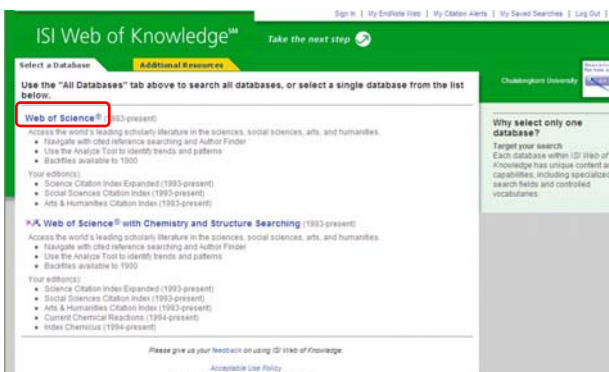 Sign In | My EndNote Web | My Citation Alerts | My Saved Searches | Log Out |
ISI Web of Knowledge℠ Take the next step
Select a Database Additional Resources
Use the "All Databases" tab above to search all databases, or select a single database from the list
below.
Web of Science® (1993-present)
Access the world's leading scholarly literature in the sciences, social sciences, arts, and humanities.
Navigate with cited reference searching and Author Finder
Use the Analyze Tool to identify trends and patterns
Backfiles available to 1900
Your edition(s):
Science Citation Index Expanded (1993-present)
Social Sciences Citation Index (1993-present)
Arts & Humanities Citation Index (1993-present)
Web of Science® with Chemistry and Structure Searching (1993-present)
Access the world's leading scholarly literature in the sciences, social sciences, arts, and humanities.
Navigate with cited reference searching and Author Finder
Use the Analyze Tool to identify trends and patterns
Backfiles available to 1900
Your edition(s):
Science Citation Index Expanded (1993-present)
Social Sciences Citation Index (1993-present)
Arts & Humanities Citation Index (1993-present)
Current Chemical Reactions (1994-present)
Index Chemicus (1994-present)
Please give us your feedback on using ISI Web of Knowledge.
Acceptable Use Policy
Chulalongkorn University
Why select only one
database?
Target your search
Each database within ISI Web of
Knowledge has unique content an
capabilities, including specialized
search fields and controlled
vocabularies.